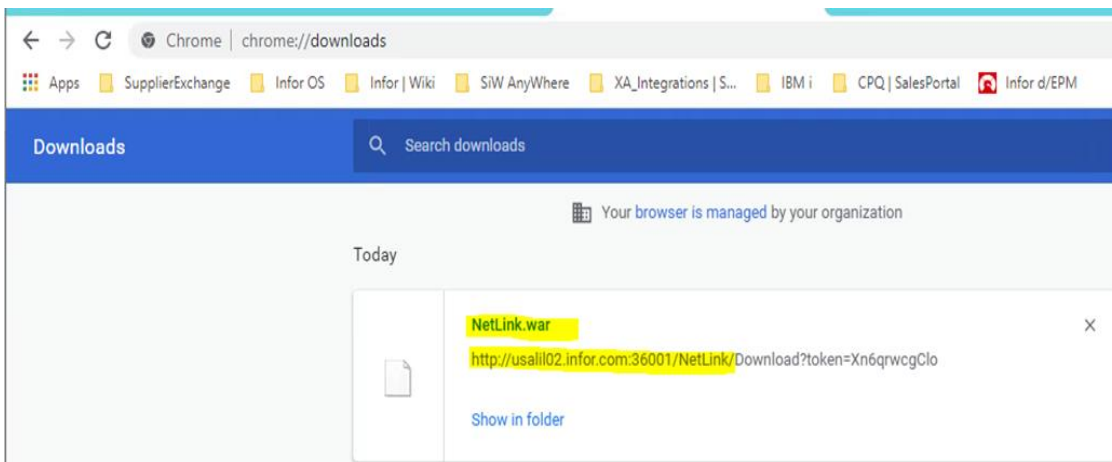 Chrome | chrome://downloads
Apps SupplierExchange Infor OS Infor | Wiki SiW AnyWhere XA_Integrations | S... IBM i CPQ | SalesPortal Infor d/EPM
Downloads Search downloads
Your browser is managed by your organization
Today
NetLink.war
http://usalil02.infor.com:36001/NetLink/Download?token=Xn6qrwcgClo
Show in folder